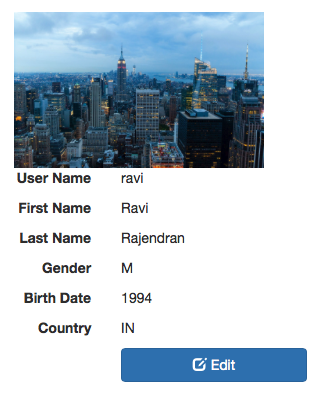 User Name ravi
First Name Ravi
Last Name Rajendran
Gender M
Birth Date 1994
Country IN
Edit